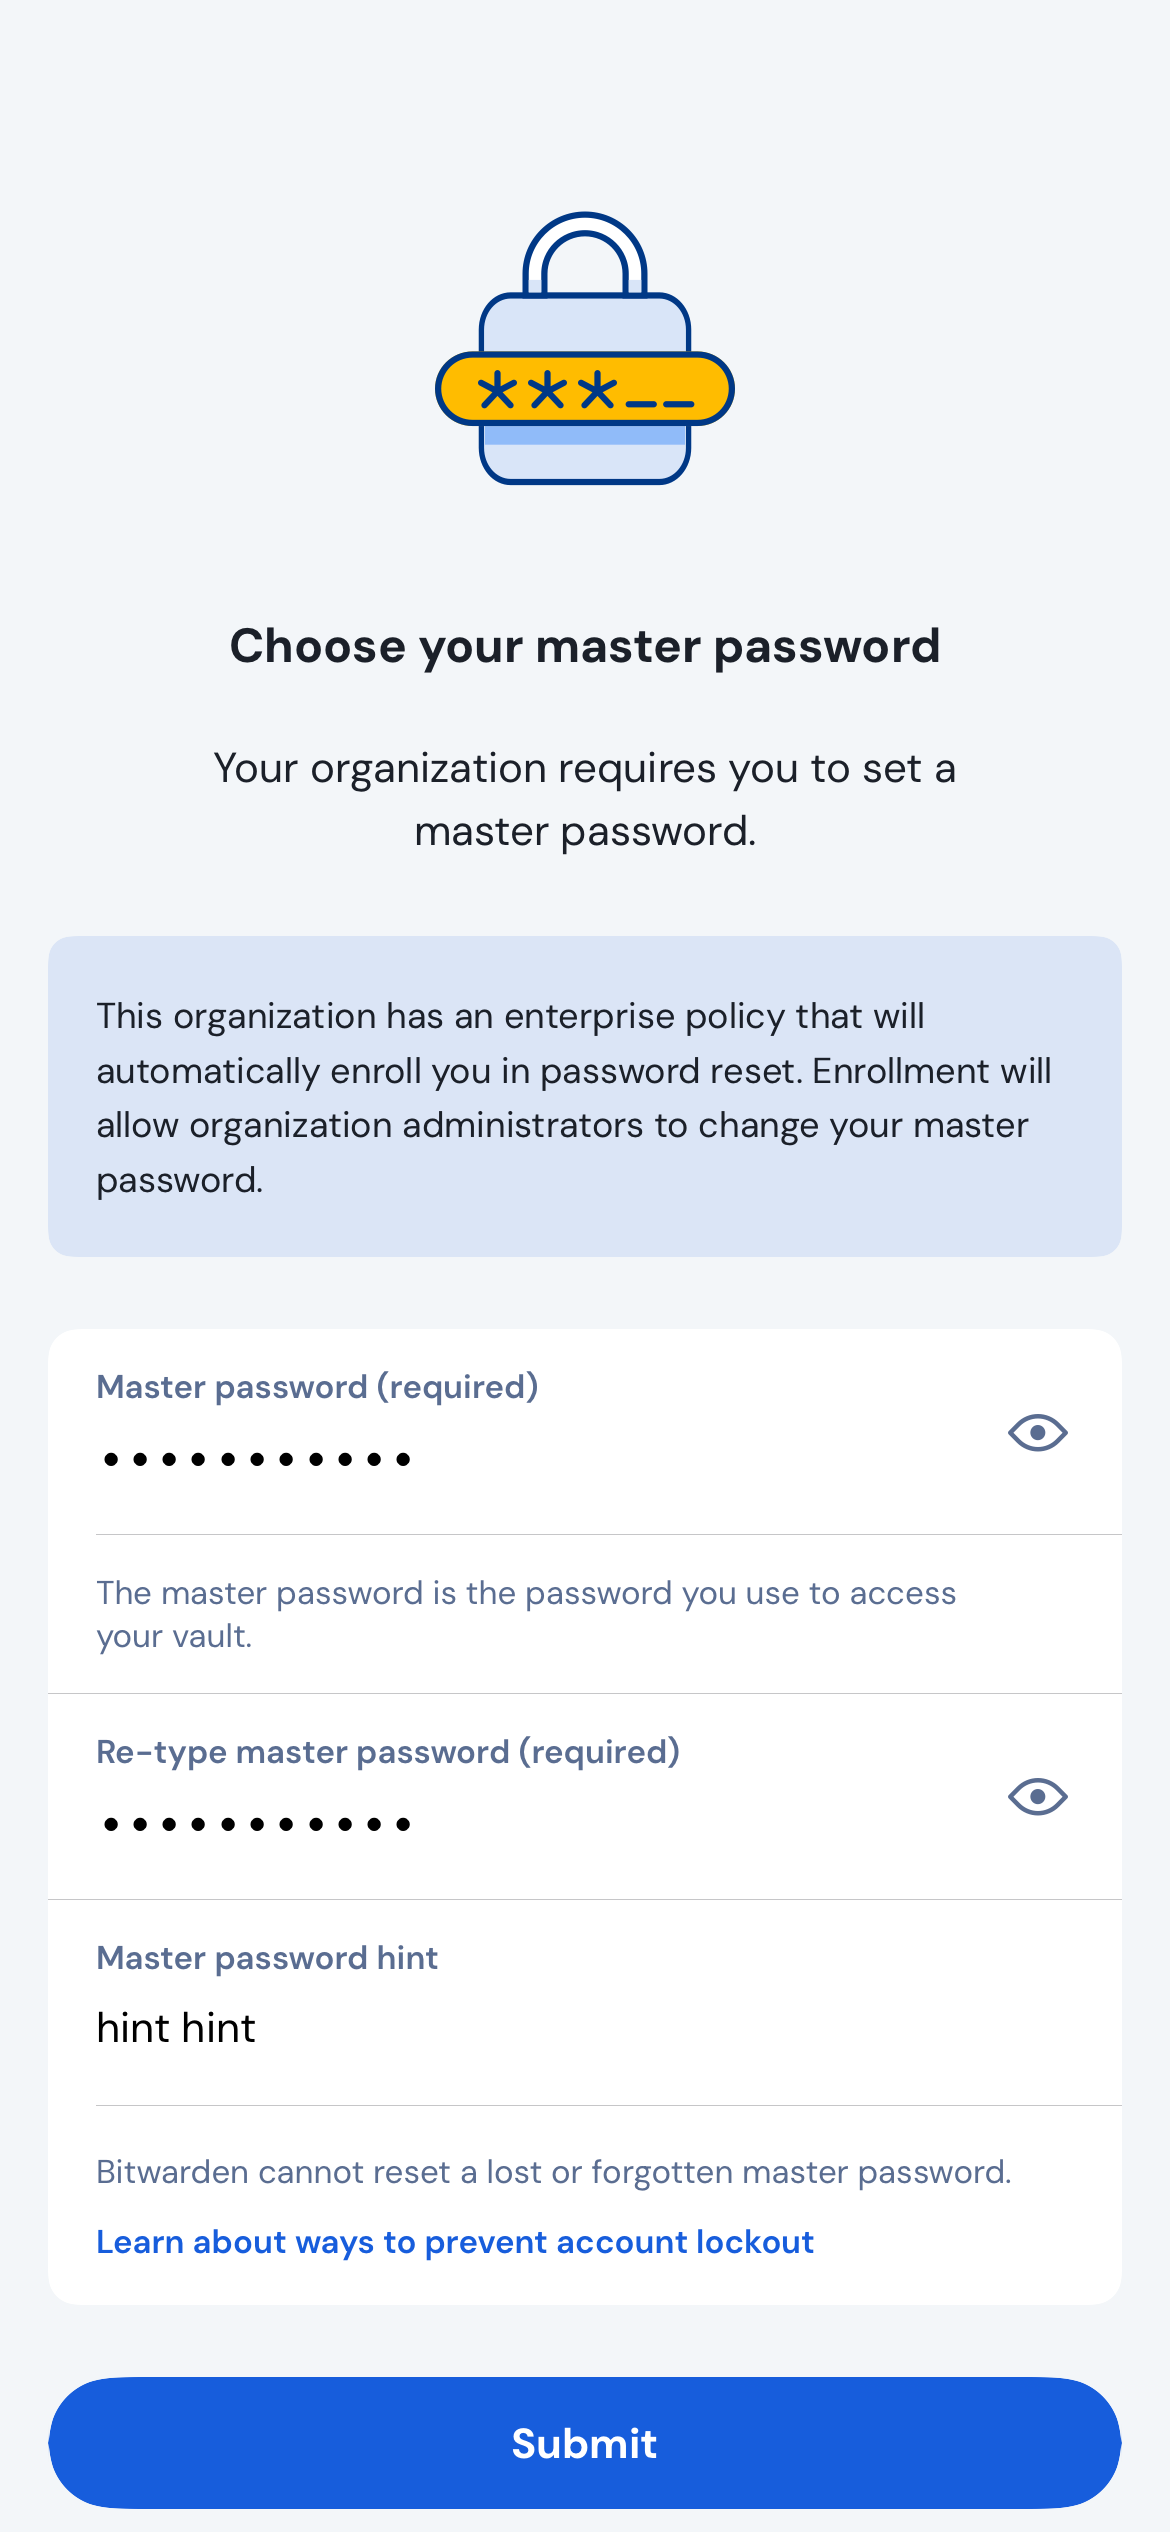 ***__
Choose your master password
Your organization requires you to set a
master password.
This organization has an enterprise policy that will
automatically enroll you in password reset. Enrollment will
allow organization administrators to change your master
password.
Master password (required)
•••••••••••
The master password is the password you use to access
your vault.
Re-type master password (required)
•••••••••••
Master password hint
hint hint
Bitwarden cannot reset a lost or forgotten master password.
Learn about ways to prevent account lockout
Submit